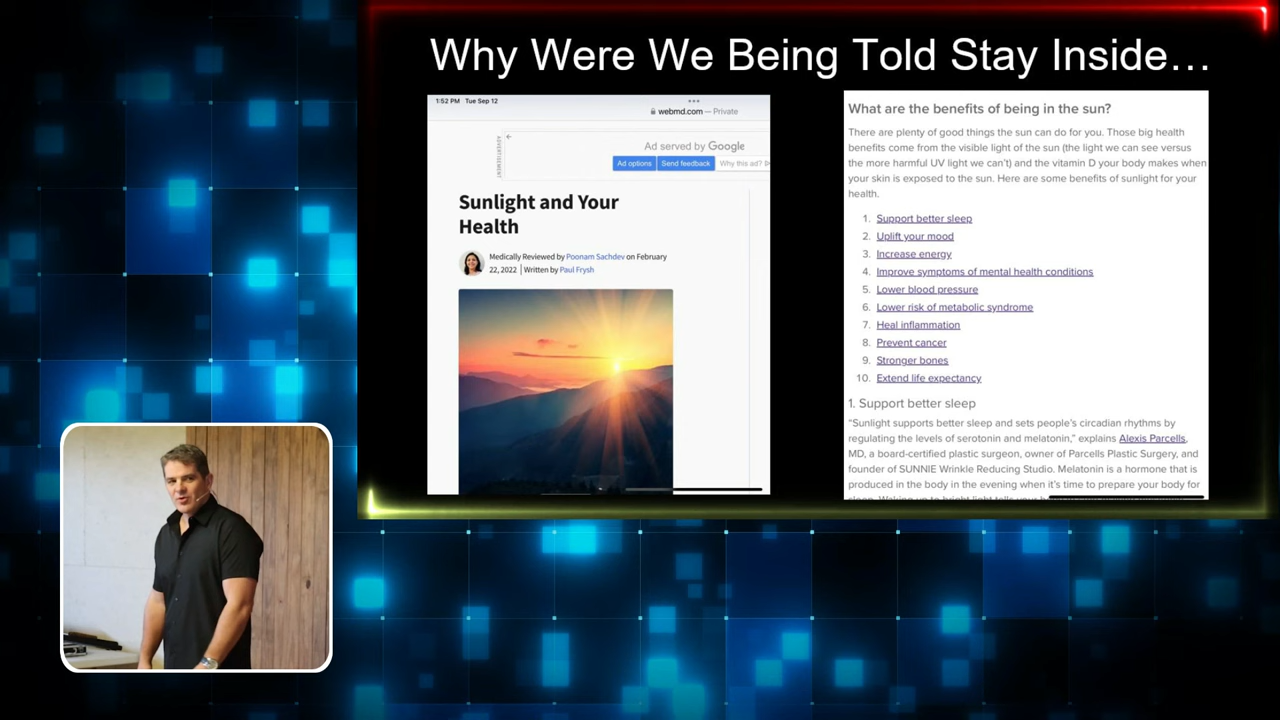 Why Were We Being Told Stay Inside...
1:52 PM Tue Sep 12
webmd.com — Private
ADVERTISEMENT
Ad served by Google
Ad options Send feedback Why this ad?
Sunlight and Your
Health
Medically Reviewed by Poonam Sachdev on February
22, 2022 | Written by Paul Frysh
What are the benefits of being in the sun?
There are plenty of good things the sun can do for you. Those big health
benefits come from the visible light of the sun (the light we can see versus
the more harmful UV light we can't) and the vitamin D your body makes when
your skin is exposed to the sun. Here are some benefits of sunlight for your
health.
1. Support better sleep
2. Uplift your mood
3. Increase energy
4. Improve symptoms of mental health conditions
5. Lower blood pressure
6. Lower risk of metabolic syndrome
7. Heal inflammation
8. Prevent cancer
9. Stronger bones
10. Extend life expectancy
1. Support better sleep
"Sunlight supports better sleep and sets people's circadian rhythms by
regulating the levels of serotonin and melatonin," explains Alexis Parcells,
MD, a board-certified plastic surgeon, owner of Parcells Plastic Surgery, and
founder of SUNNIE Wrinkle Reducing Studio. Melatonin is a hormone that is
produced in the body in the evening when it's time to prepare your body for
sleep. Waking up to bright light tells your